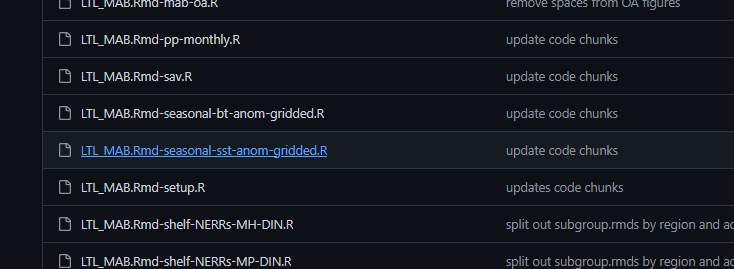 LTL_MAB.Rmd-mab-oa.R remove spaces from OA figures
LTL_MAB.Rmd-pp-monthly.R update code chunks
LTL_MAB.Rmd-sav.R update code chunks
LTL_MAB.Rmd-seasonal-bt-anom-gridded.R update code chunks
LTL_MAB.Rmd-seasonal-sst-anom-gridded.R update code chunks
LTL_MAB.Rmd-setup.R updates code chunks
LTL_MAB.Rmd-shelf-NERRs-MH-DIN.R split out subgroup.rmds by region and ad
LTL_MAB.Rmd-shelf-NERRs-MP-DIN.R split out subgroup.rmds by region and ad